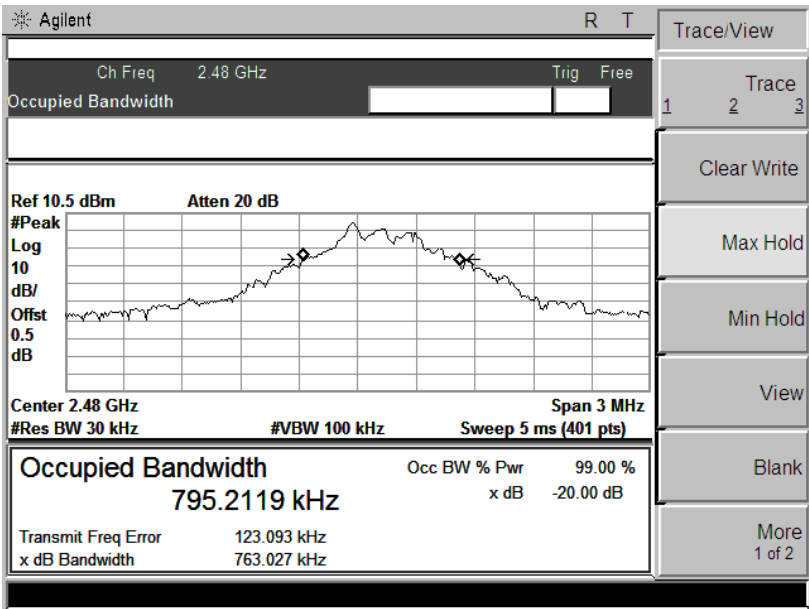 Agilent R T
Trace/View
Ch Freq 2.48 GHz Trig Free
Occupied Bandwidth
Trace
1 2 3
Clear Write
Max Hold
Min Hold
View
Blank
More
1 of 2
Ref 10.5 dBm Atten 20 dB
#Peak
Log
10
dB/
Offst
0.5
dB
Center 2.48 GHz Span 3 MHz
#Res BW 30 kHz #VBW 100 kHz Sweep 5 ms (401 pts)
Occupied Bandwidth Occ BW % Pwr 99.00 %
795.2119 kHz x dB -20.00 dB
Transmit Freq Error 123.093 kHz
x dB Bandwidth 763.027 kHz